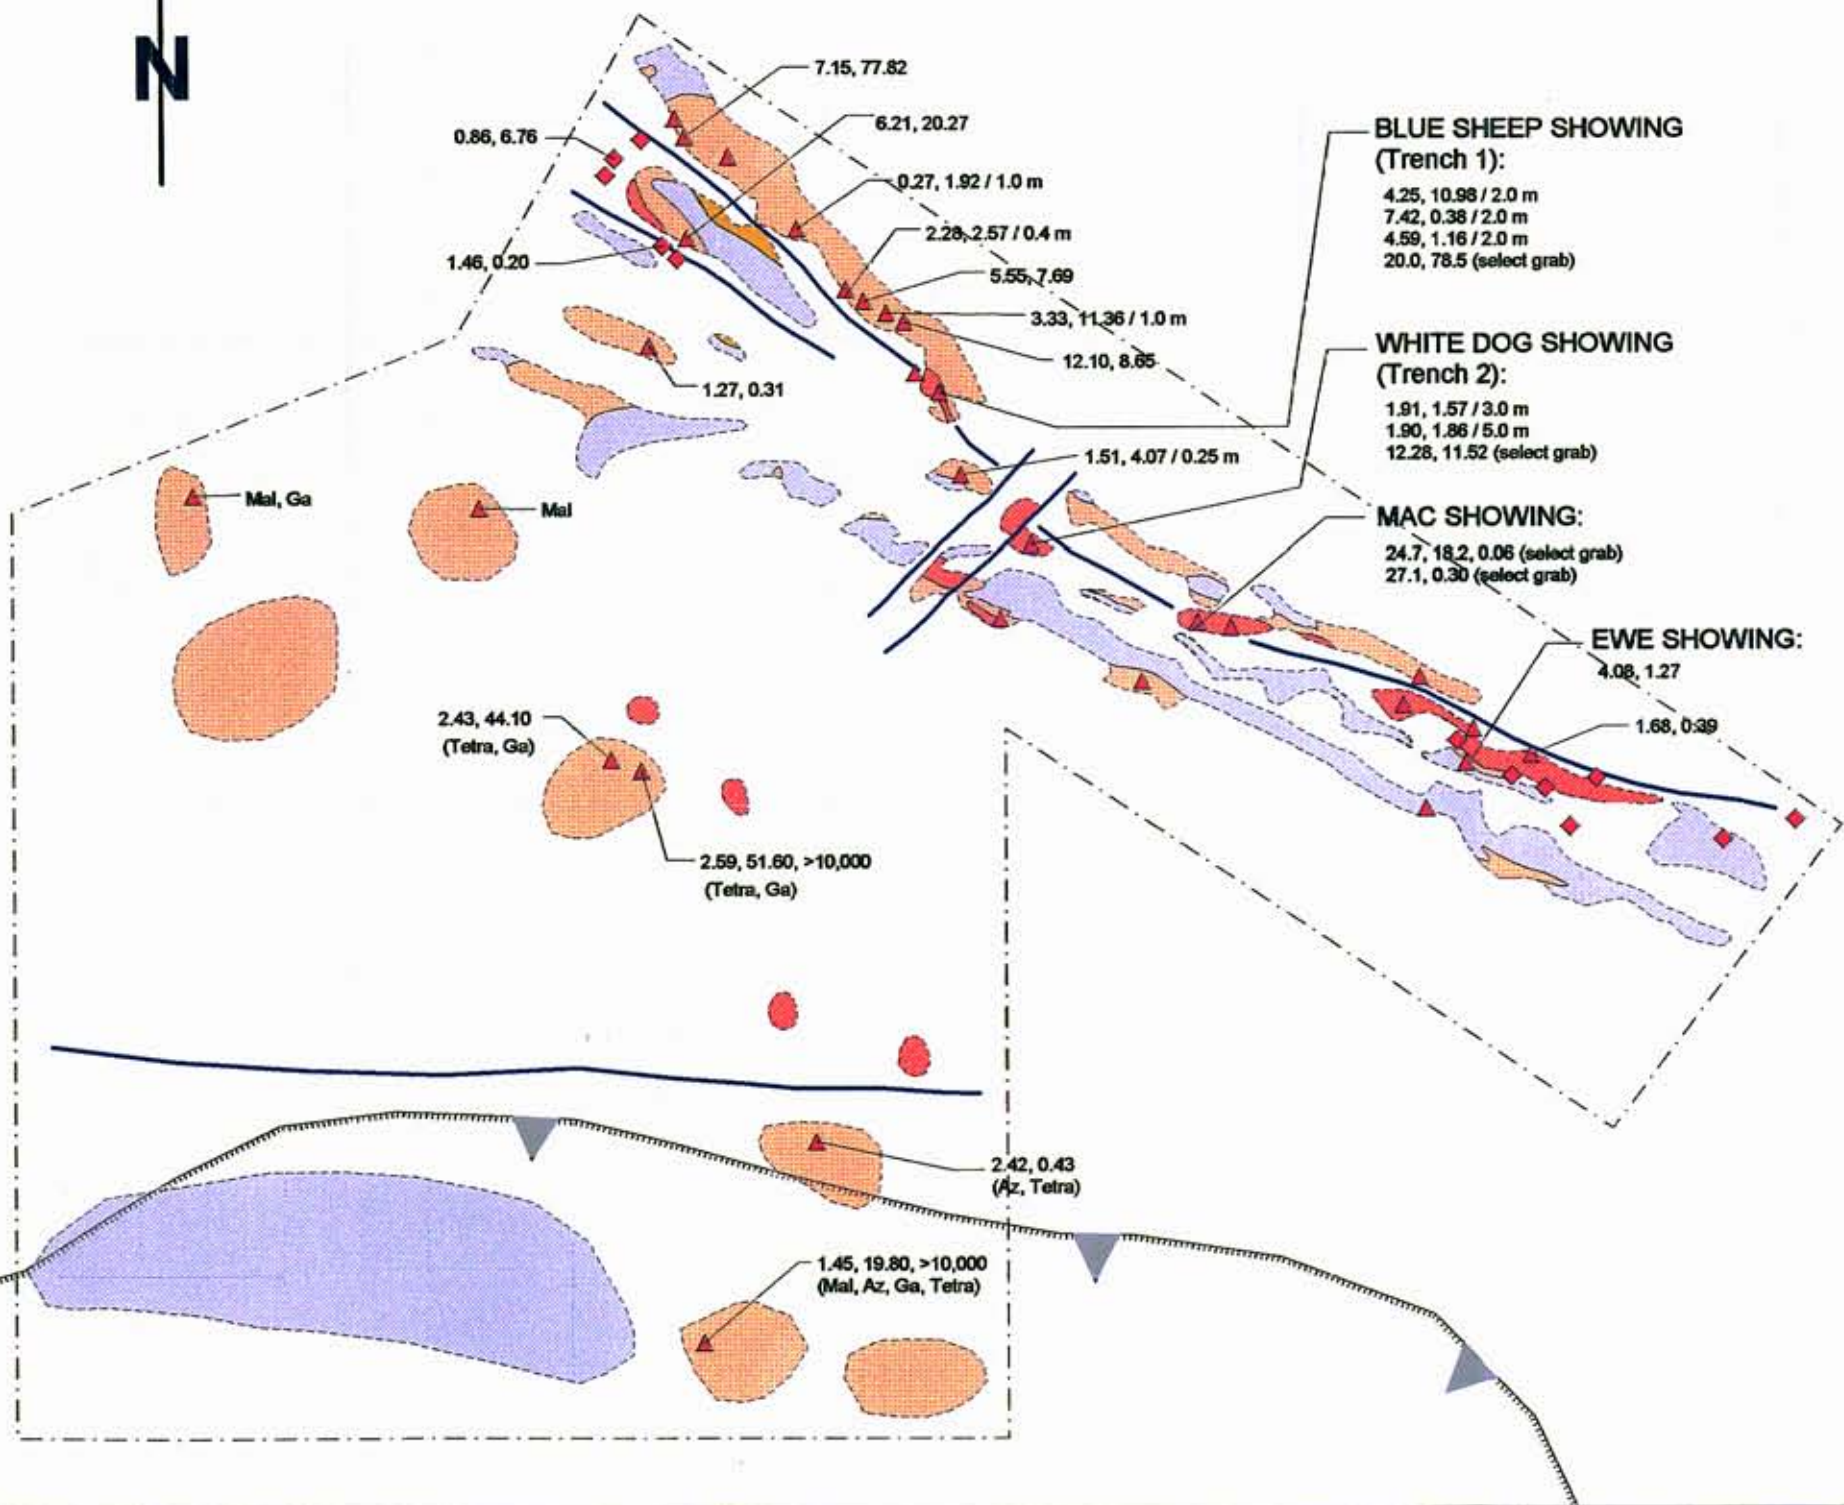 N
7.15, 77.82
6.21, 20.27
0.86, 6.76
0.27, 1.92 / 1.0 m
2.28, 2.57 / 0.4 m
1.46, 0.20
5.55, 7.69
3.33, 11.36 / 1.0 m
12.10, 8.65
1.27, 0.31
BLUE SHEEP SHOWING
(Trench 1):
4.25, 10.98 / 2.0 m
7.42, 0.38 / 2.0 m
4.59, 1.16 / 2.0 m
20.0, 78.5 (select grab)
WHITE DOG SHOWING
(Trench 2):
1.91, 1.57 / 3.0 m
1.90, 1.86 / 5.0 m
12.28, 11.52 (select grab)
1.51, 4.07 / 0.25 m
Mal, Ga
Mal
MAC SHOWING:
24.7, 18.2, 0.06 (select grab)
27.1, 0.30 (select grab)
EWE SHOWING:
4.08, 1.27
1.68, 0.39
2.43, 44.10
(Tetra, Ga)
2.59, 51.60, >10,000
(Tetra, Ga)
2.42, 0.43
(Az, Tetra)
1.45, 19.80, >10,000
(Mal, Az, Ga, Tetra)